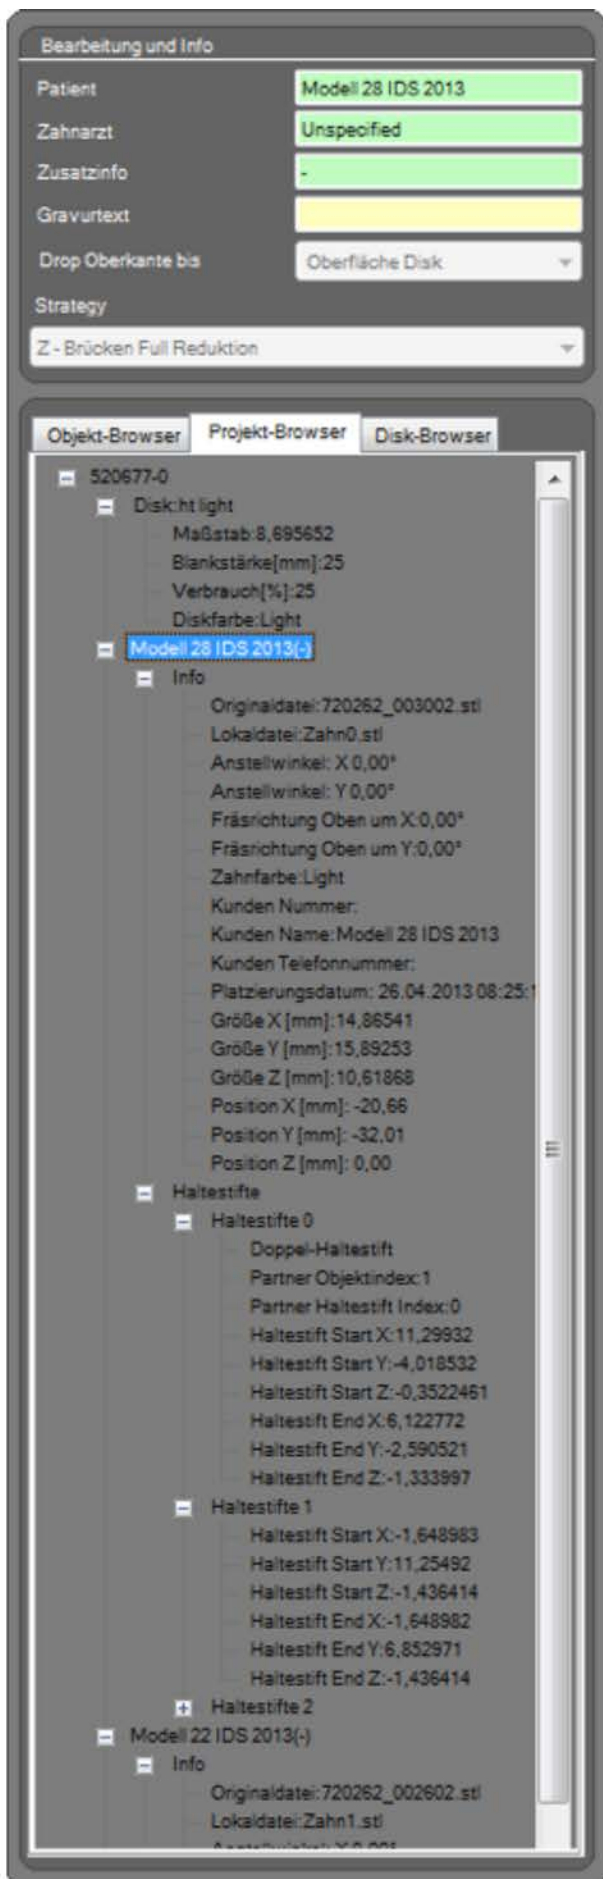 Bearbeitung und Info
Patient Modell 28 IDS 2013
Zahnarzt Unspecified
Zusatzinfo -
Gravurtext
Drop Oberkante bis Oberfläche Disk
Strategy
Z - Brücken Full Reduktion
Objekt-Browser Projekt-Browser Disk-Browser
520677-0
Disk:ht light
Maßstab:8,695652
Blankstärke[mm]:25
Verbrauch[%]:25
Diskfarbe:Light
Modell 28 IDS 2013(-)
Info
Originaldatei:720262_003002.stl
Lokaldatei:Zahn0.stl
Anstellwinkel: X 0,00°
Anstellwinkel: Y 0,00°
Fräsrichtung Oben um X:0,00°
Fräsrichtung Oben um Y:0,00°
Zahnfarbe:Light
Kunden Nummer:
Kunden Name:Modell 28 IDS 2013
Kunden Telefonnummer:
Platzierungsdatum: 26.04.2013 08:25:1
Größe X [mm]:14,86541
Größe Y [mm]:15,89253
Größe Z [mm]:10,61868
Position X [mm]: -20,66
Position Y [mm]: -32,01
Position Z [mm]: 0,00
Haltestifte
Haltestifte 0
Doppel-Haltestift
Partner Objektindex:1
Partner Haltestift Index:0
Haltestift Start X:11,29932
Haltestift Start Y:-4,018532
Haltestift Start Z:-0,3522461
Haltestift End X:6,122772
Haltestift End Y:-2,590521
Haltestift End Z:-1,333997
Haltestifte 1
Haltestift Start X:-1,648983
Haltestift Start Y:11,25492
Haltestift Start Z:-1,436414
Haltestift End X:-1,648982
Haltestift End Y:6,852971
Haltestift End Z:-1,436414
Haltestifte 2
Modell 22 IDS 2013(-)
Info
Originaldatei:720262_002602.stl
Lokaldatei:Zahn1.stl
Anstellwinkel: X 0,00°